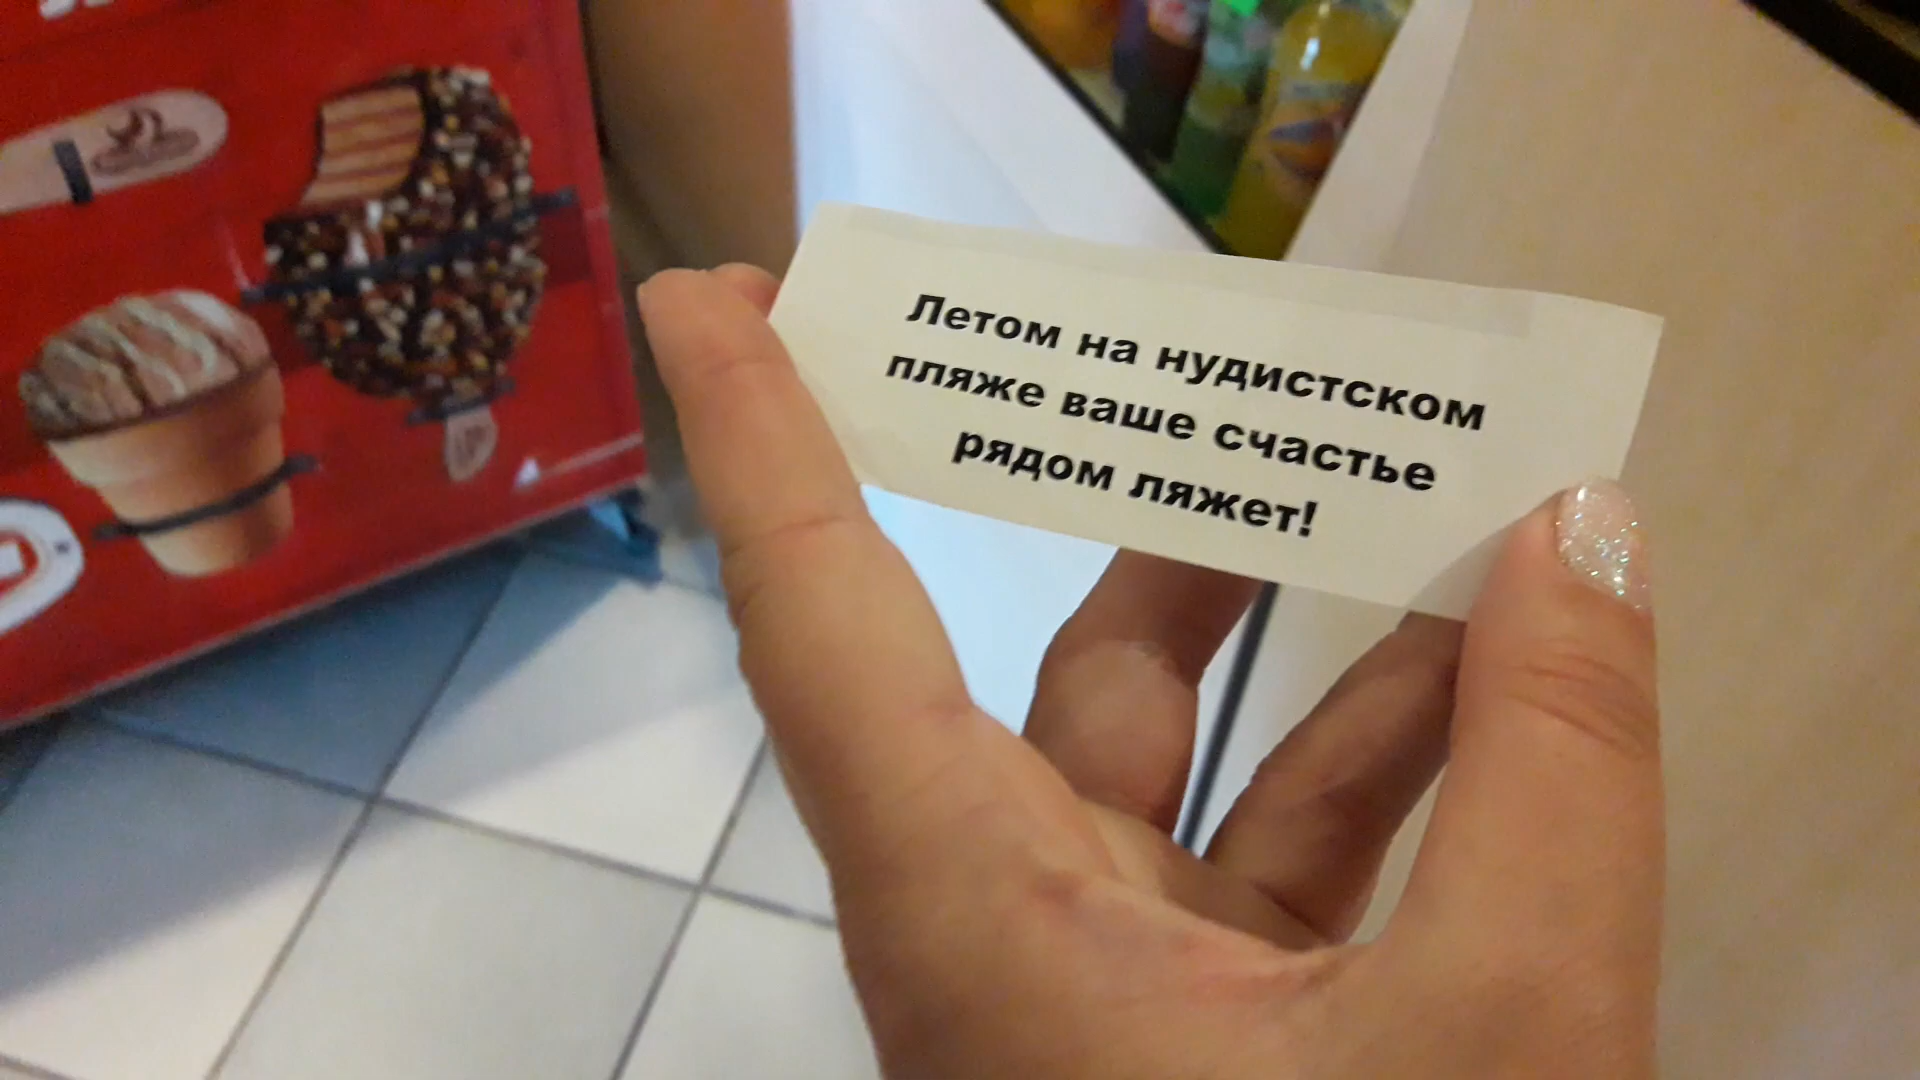 Летом на нудистском
пляже ваше счастье
рядом ляжет!